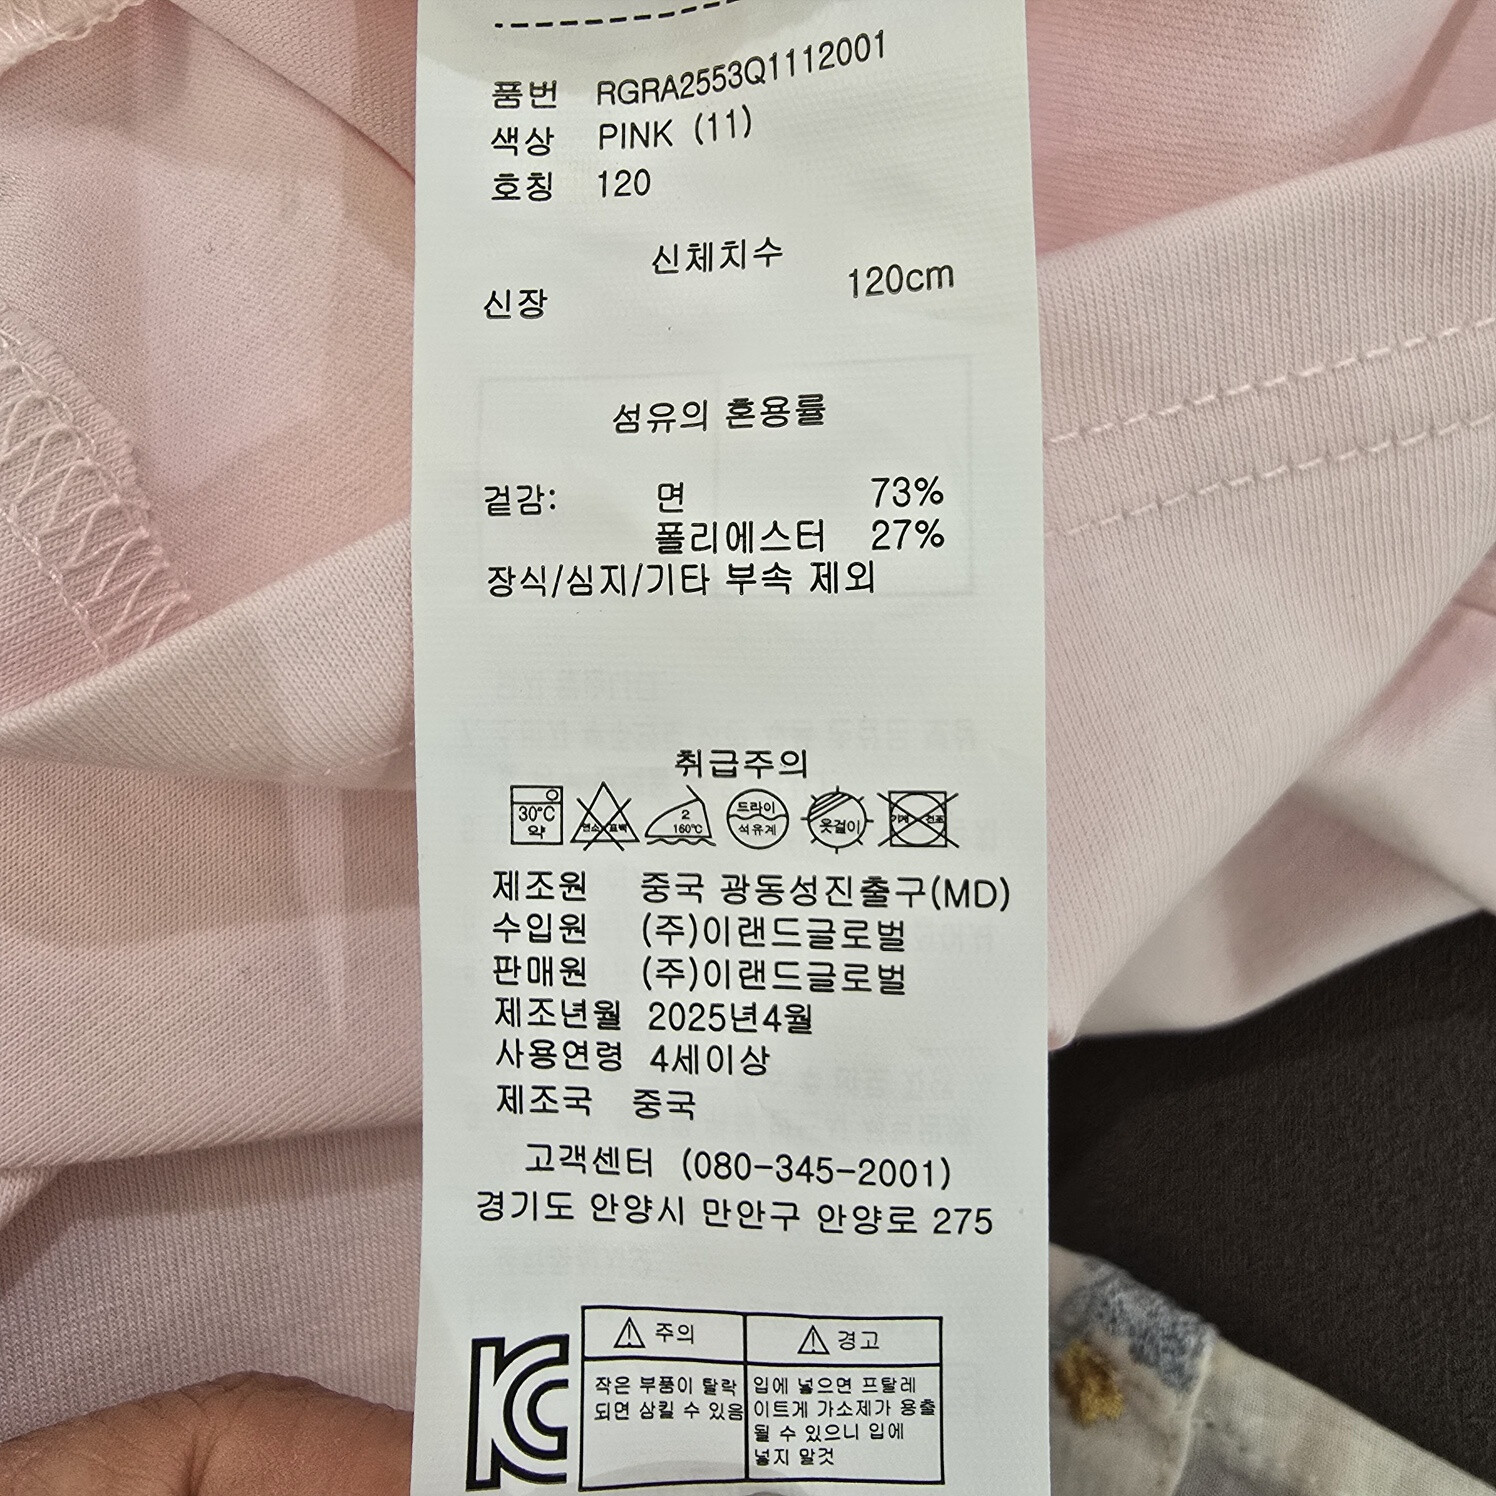 품번 RGRA2553Q1112001
색상 PINK (11)
호칭 120
신체치수
신장 120cm
섬유의 혼용률
겉감: 면 73%
폴리에스터 27%
장식/심지/기타 부속 제외
취급주의
30℃ 약
염소 표백
2 160℃
드라이 석유계
옷걸이
기계 건조
제조원 중국 광동성진출구(MD)
수입원 (주)이랜드글로벌
판매원 (주)이랜드글로벌
제조년월 2025년4월
사용연령 4세이상
제조국 중국
고객센터 (080-345-2001)
경기도 안양시 만안구 안양로 275
주의
작은 부품이 탈락
되면 삼킬 수 있음
경고
입에 넣으면 프탈레
이트게 가소제가 용출
될 수 있으니 입에
넣지 말것